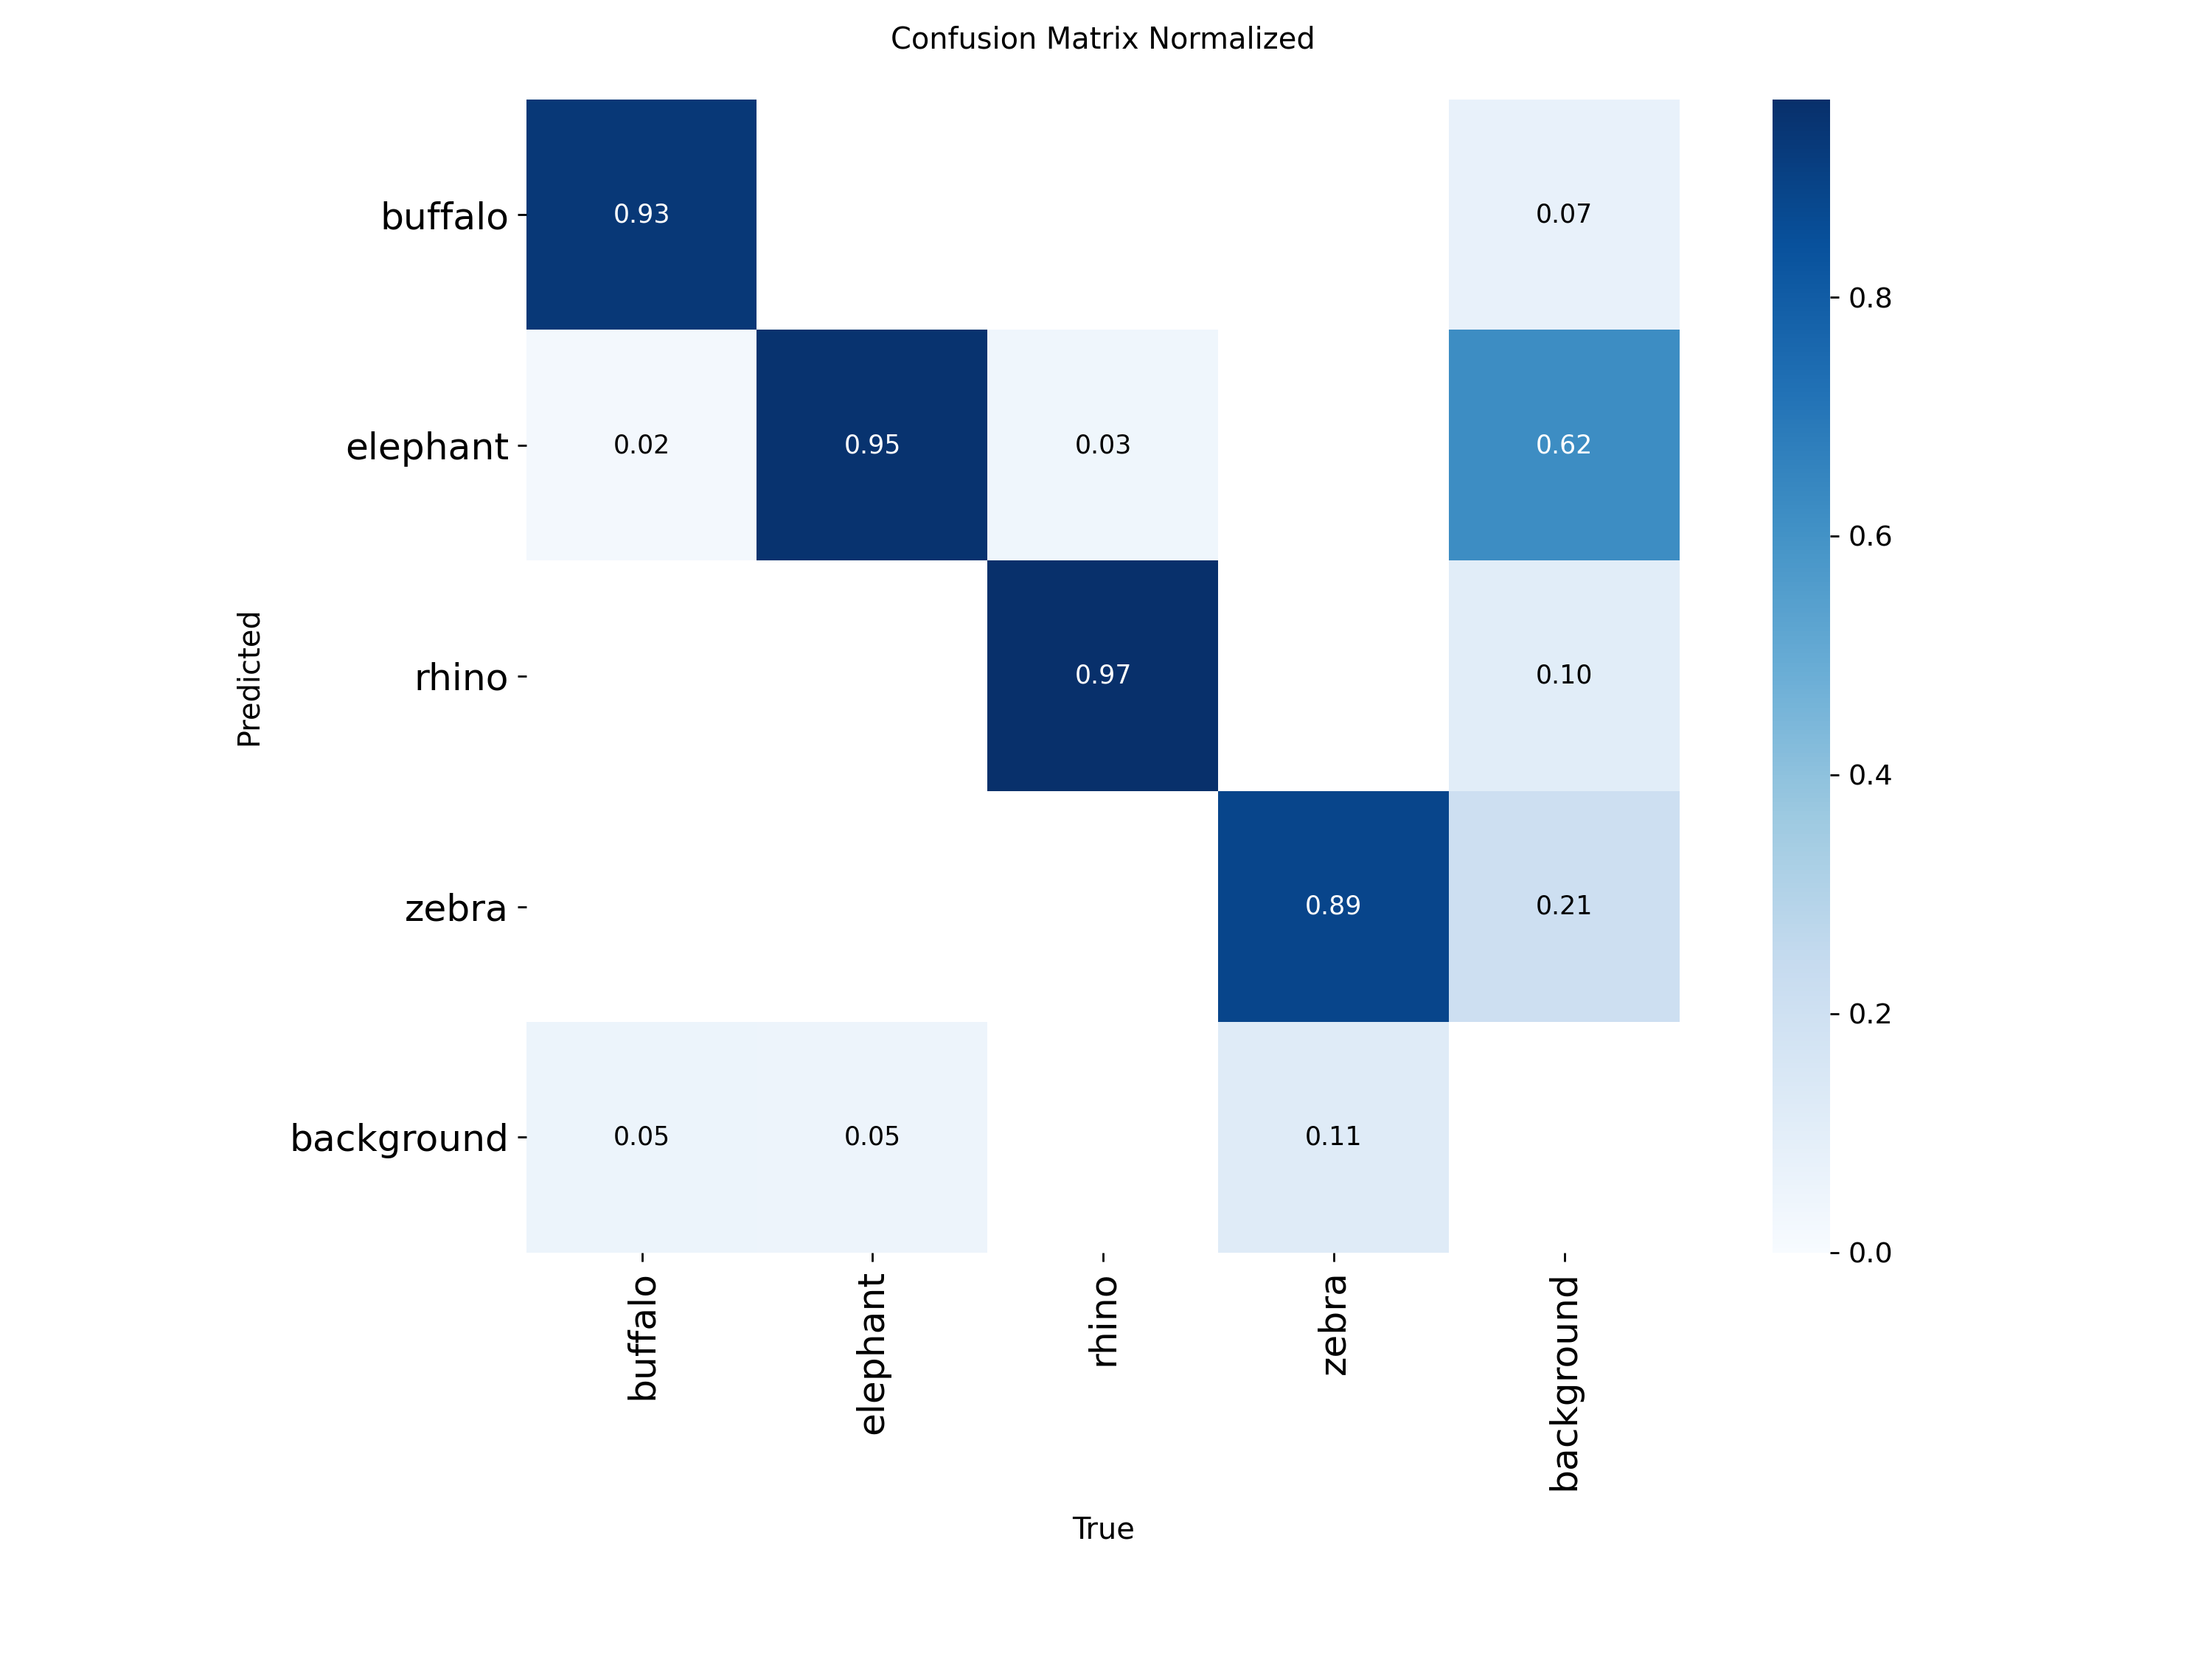 Confusion Matrix Normalized
buffalo
0.93
0.07
0.8
elephant
0.02
0.95
0.03
0.62
0.6
Predicted
rhino
0.97
0.10
0.4
zebra
0.89
0.21
0.2
background
0.05
0.05
0.11
0.0
buffalo
elephant
rhino
zebra
background
True